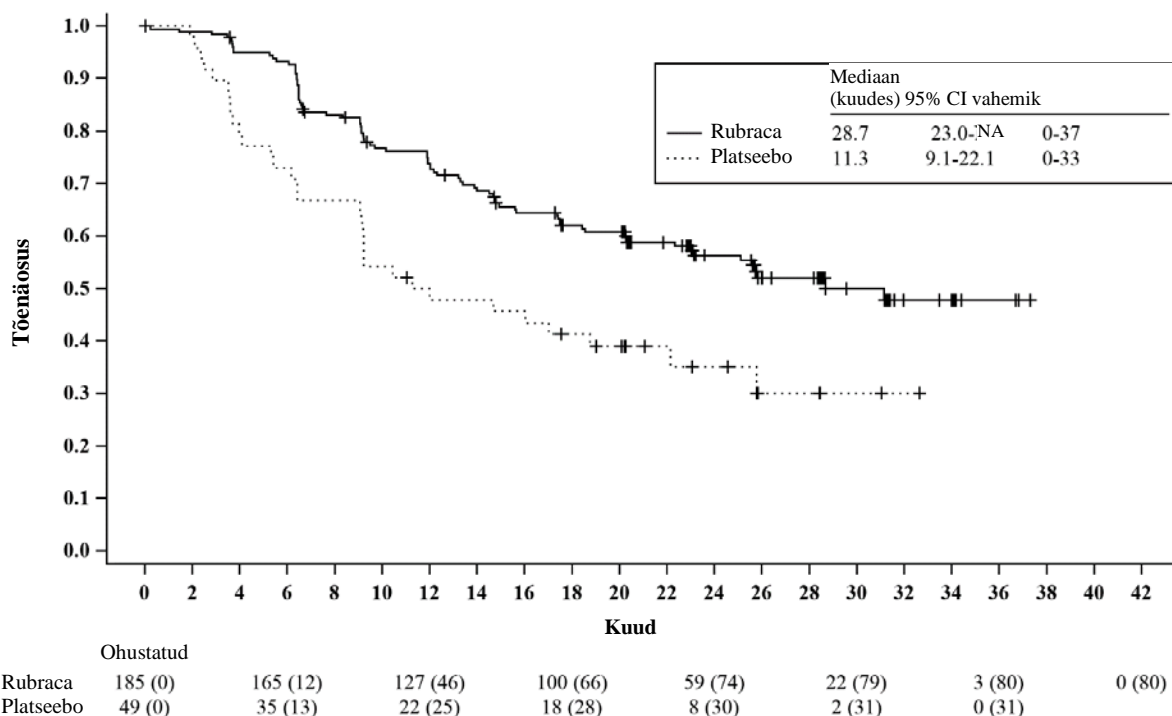 1.0
0.9
0.8
0.7
0.6
0.5
0.4
0.3
0.2
0.1
0.0
Tõenäosus
Mediaan
(kuudes) 95% CI vahemik
Rubraca 28.7 23.0-NA 0-37
Platseebo 11.3 9.1-22.1 0-33
0 2 4 6 8 10 12 14 16 18 20 22 24 26 28 30 32 34 36 38 40 42
Kuud
Ohustatud
Rubraca 185 (0) 165 (12) 127 (46) 100 (66) 59 (74) 22 (79) 3 (80) 0 (80)
Platseebo 49 (0) 35 (13) 22 (25) 18 (28) 8 (30) 2 (31) 0 (31)